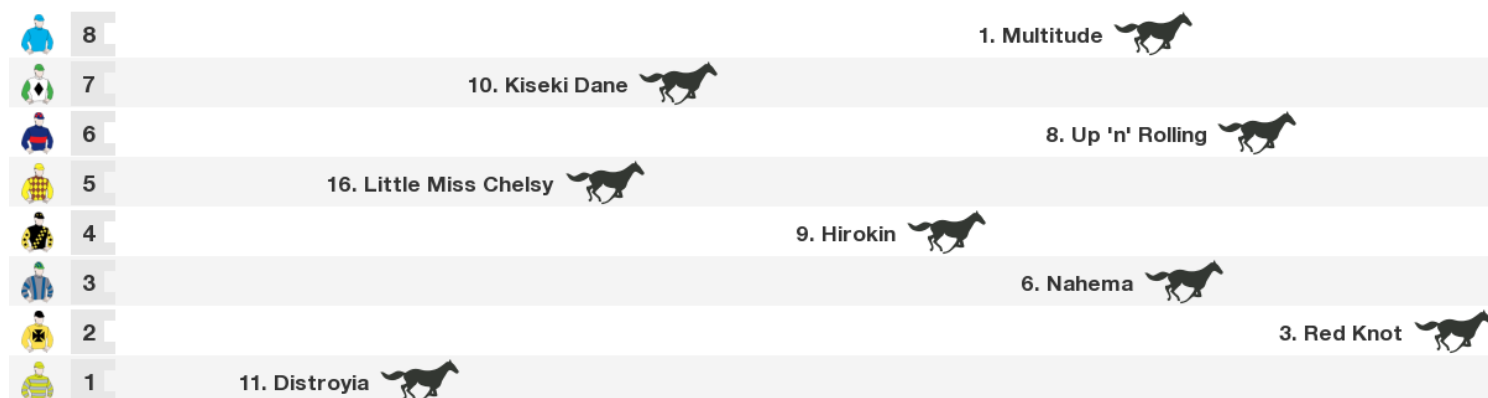 8 1. Multitude
7 10. Kiseki Dane
6 8. Up 'n' Rolling
5 16. Little Miss Chelsy
4 9. Hirokin
3 6. Nahema
2 3. Red Knot
1 11. Distroyia